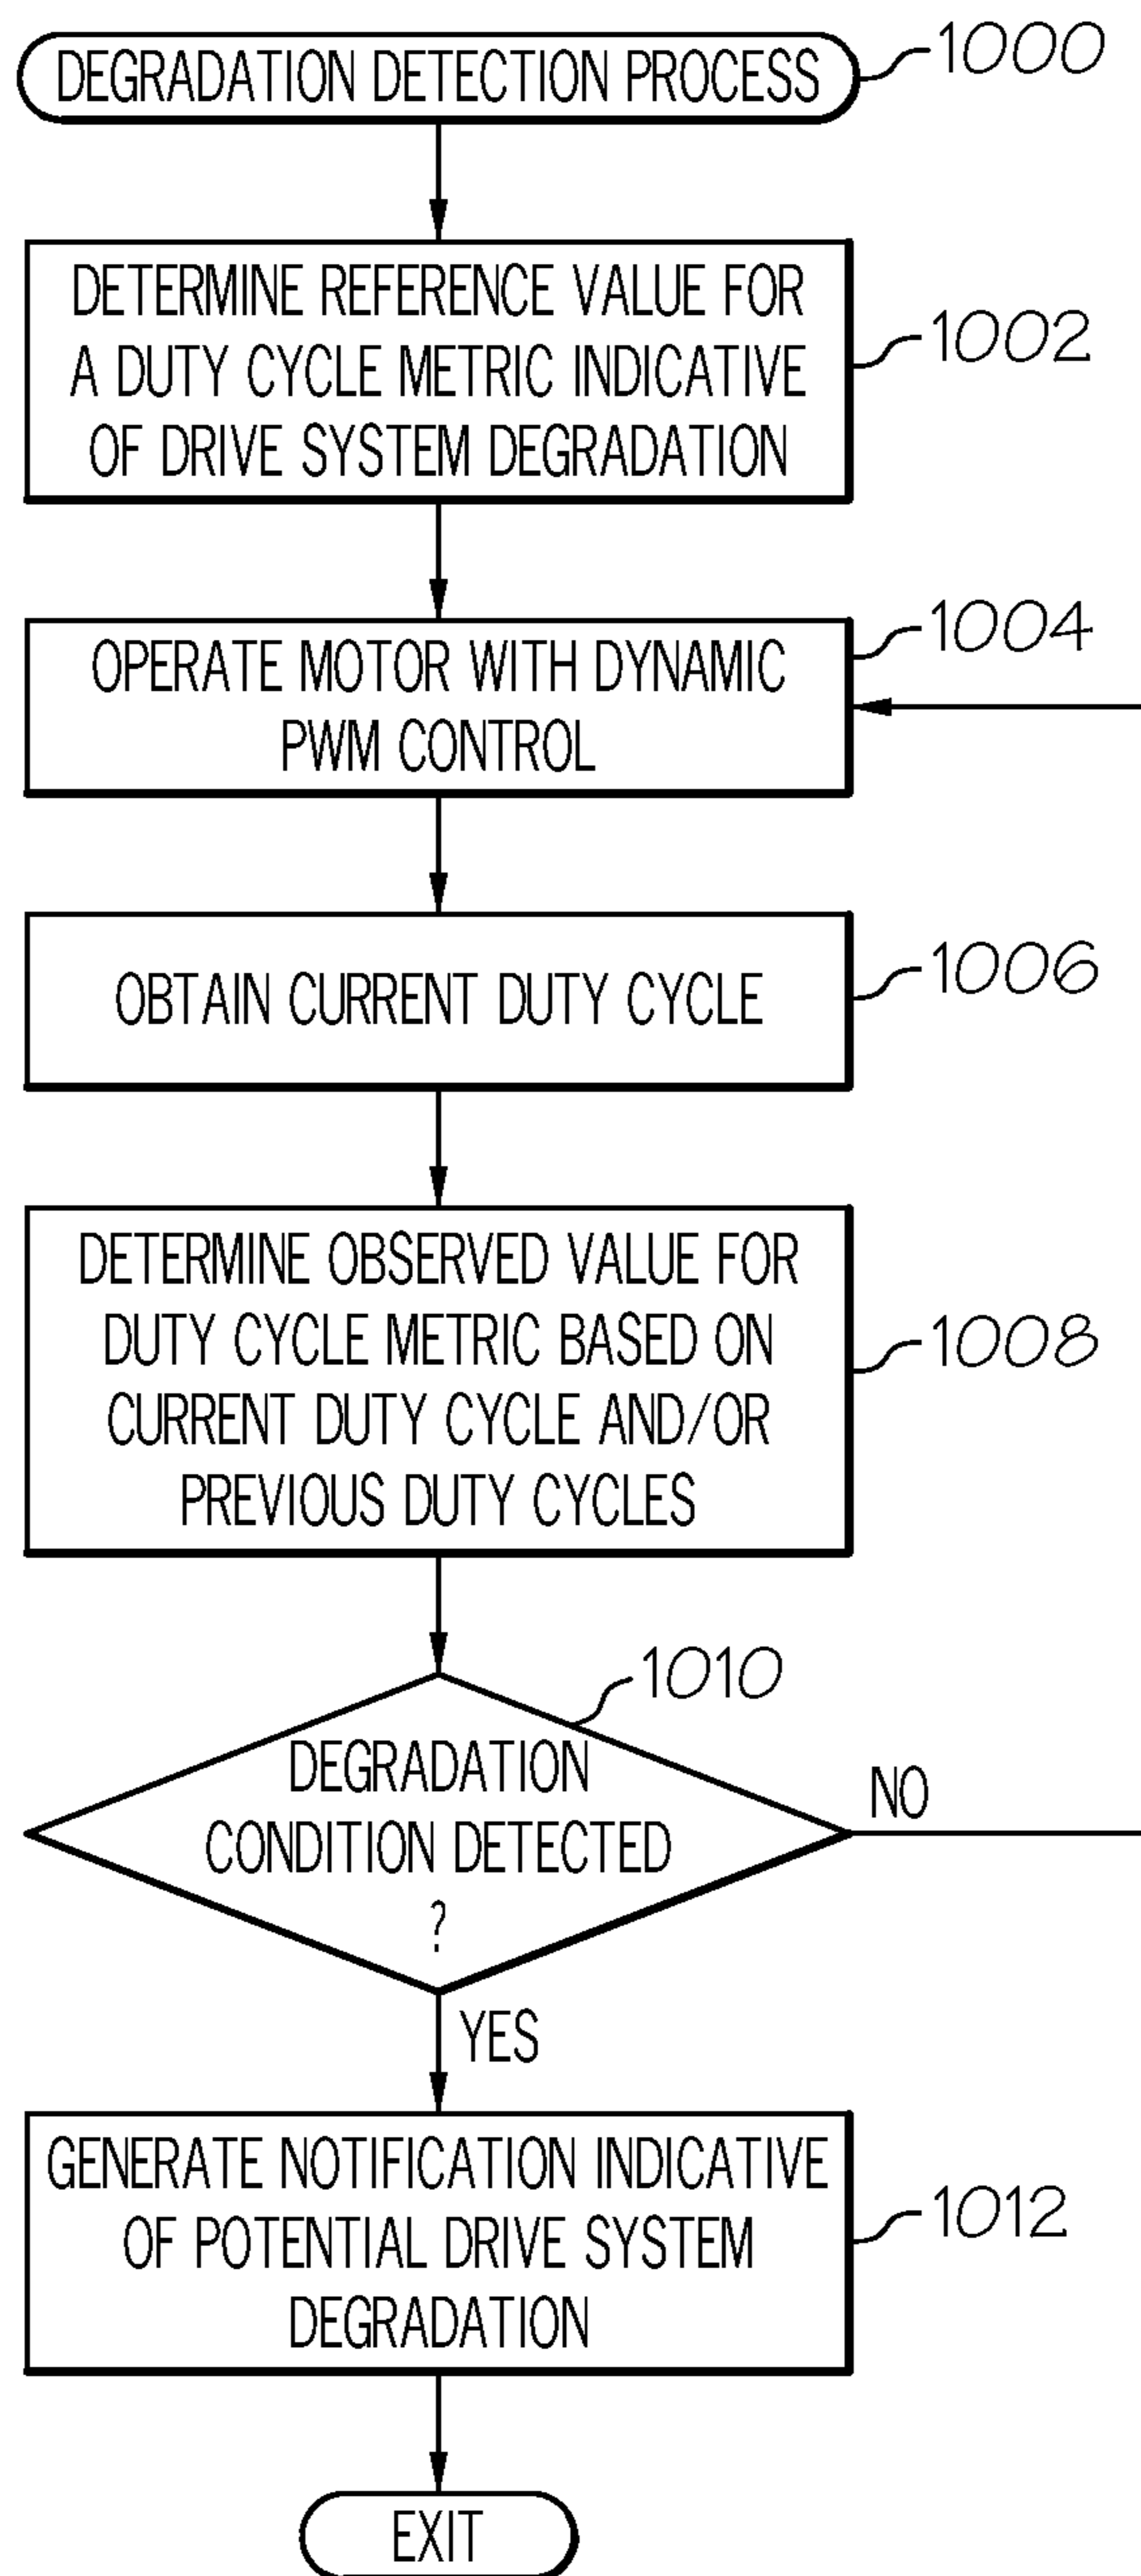 DEGRADATION DETECTION PROCESS
1000
DETERMINE REFERENCE VALUE FOR
A DUTY CYCLE METRIC INDICATIVE
OF DRIVE SYSTEM DEGRADATION
1002
OPERATE MOTOR WITH DYNAMIC
PWM CONTROL
1004
OBTAIN CURRENT DUTY CYCLE
1006
DETERMINE OBSERVED VALUE FOR
DUTY CYCLE METRIC BASED ON
CURRENT DUTY CYCLE AND/OR
PREVIOUS DUTY CYCLES
1008
1010
DEGRADATION
CONDITION DETECTED
?
NO
YES
GENERATE NOTIFICATION INDICATIVE
OF POTENTIAL DRIVE SYSTEM
DEGRADATION
1012
EXIT